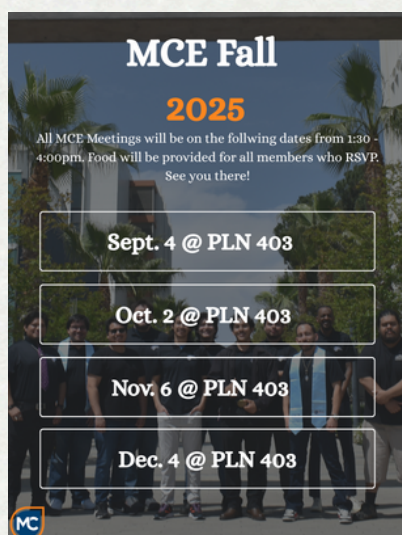 MCE Fall
2025
All MCE Meetings will be on the follwing dates from 1:30 -
4:00pm. Food will be provided for all members who RSVP.
See you there!
Sept. 4 @ PLN 403
Oct. 2 @ PLN 403
Nov. 6 @ PLN 403
Dec. 4 @ PLN 403
MC